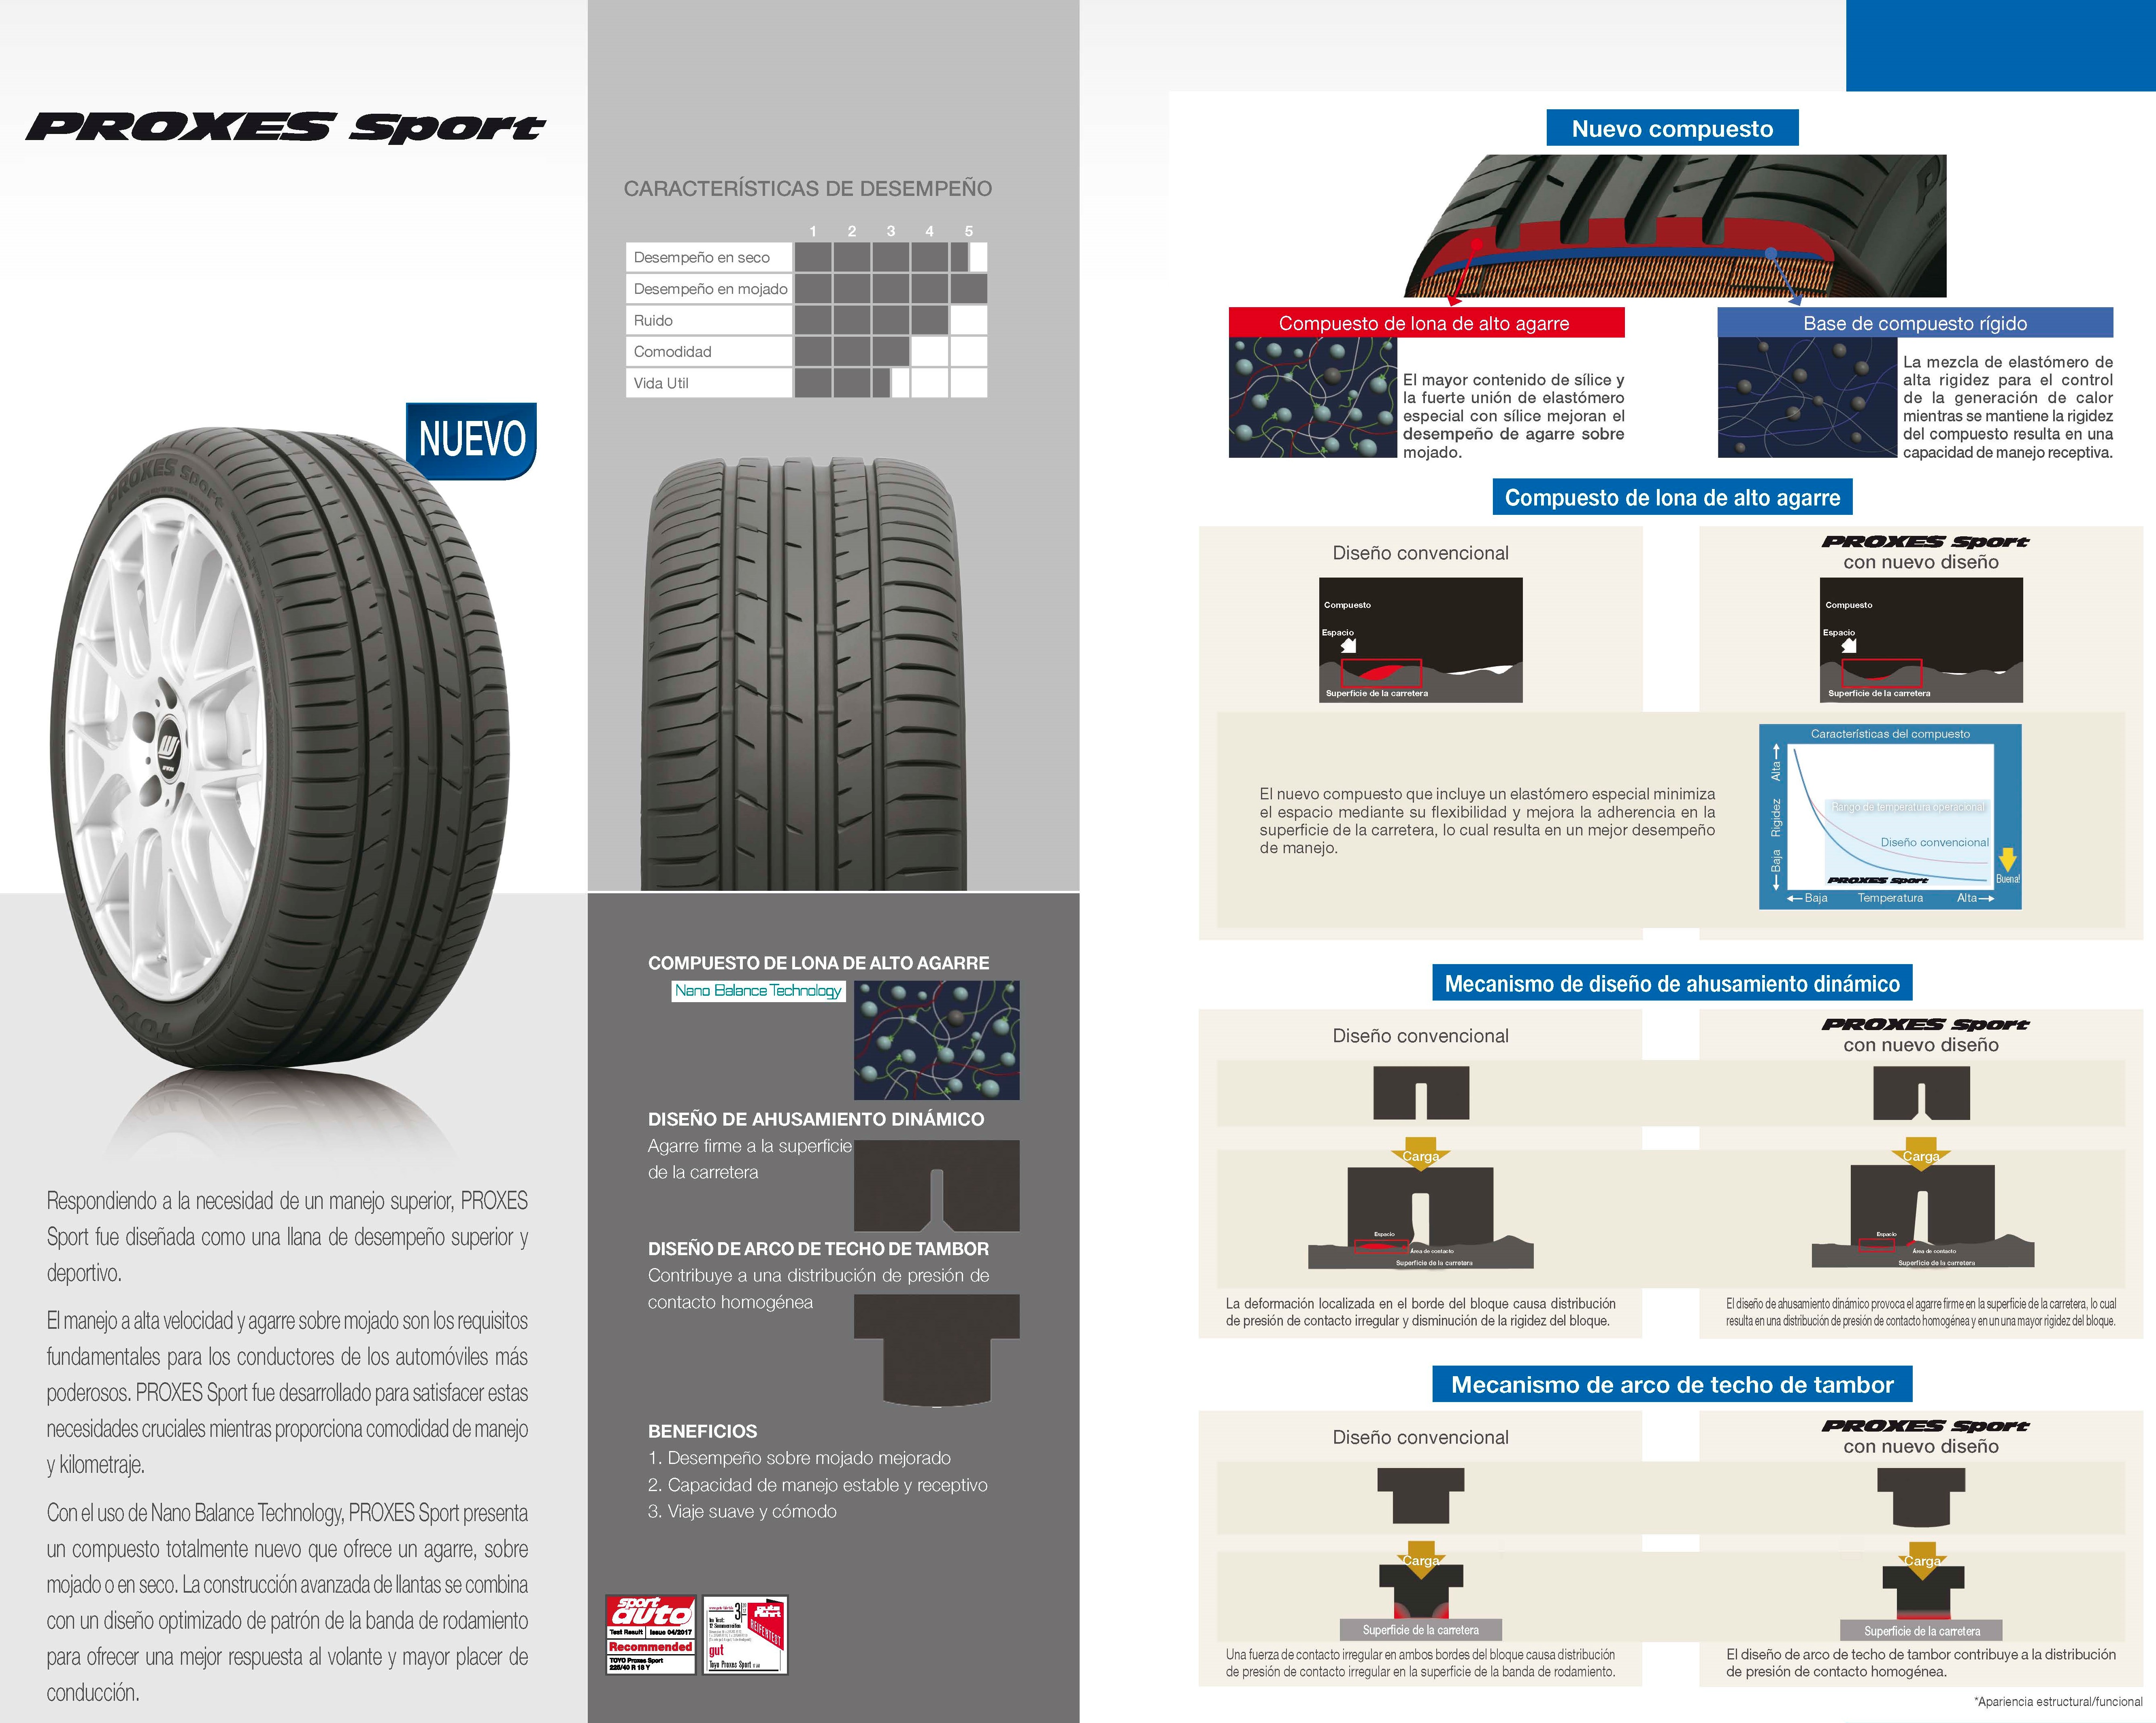 PROXES Sport
NUEVO
PROXES Sport
TOYO
Respondiendo a la necesidad de un manejo superior, PROXES
Sport fue diseñada como una llana de desempeño superior y
deportivo.
El manejo a alta velocidad y agarre sobre mojado son los requisitos
fundamentales para los conductores de los automóviles más
poderosos. PROXES Sport fue desarrollado para satisfacer estas
necesidades cruciales mientras proporciona comodidad de manejo
y kilometraje.
Con el uso de Nano Balance Technology, PROXES Sport presenta
un compuesto totalmente nuevo que ofrece un agarre, sobre
mojado o en seco. La construcción avanzada de llantas se combina
con un diseño optimizado de patrón de la banda de rodamiento
para ofrecer una mejor respuesta al volante y mayor placer de
conducción.
CARACTERÍSTICAS DE DESEMPEÑO
1 2 3 4 5
Desempeño en seco
Desempeño en mojado
Ruido
Comodidad
Vida Util
COMPUESTO DE LONA DE ALTO AGARRE
Nano Balance Technology
DISEÑO DE AHUSAMIENTO DINÁMICO
Agarre firme a la superficie
de la carretera
DISEÑO DE ARCO DE TECHO DE TAMBOR
Contribuye a una distribución de presión de
contacto homogénea
BENEFICIOS
1. Desempeño sobre mojado mejorado
2. Capacidad de manejo estable y receptivo
3. Viaje suave y cómodo
sport
auto
Test Result Issue 04/2017
Recommended
TOYO Proxes Sport
225/40 R 18 Y
REIFENTEST
gut
Toyo Proxes Sport
Nuevo compuesto
Compuesto de lona de alto agarre
El mayor contenido de sílice y
la fuerte unión de elastómero
especial con sílice mejoran el
desempeño de agarre sobre
mojado.
Base de compuesto rígido
La mezcla de elastómero de
alta rigidez para el control
de la generación de calor
mientras se mantiene la rigidez
del compuesto resulta en una
capacidad de manejo receptiva.
Compuesto de lona de alto agarre
Diseño convencional
Compuesto
Espacio
Superficie de la carretera
PROXES Sport
con nuevo diseño
Compuesto
Espacio
Superficie de la carretera
El nuevo compuesto que incluye un elastómero especial minimiza
el espacio mediante su flexibilidad y mejora la adherencia en la
superficie de la carretera, lo cual resulta en un mejor desempeño
de manejo.
Características del compuesto
Baja Rigidez Alta
Rango de temperatura operacional
Diseño convencional
PROXES Sport
Buena!
Baja Temperatura Alta
Mecanismo de diseño de ahusamiento dinámico
Diseño convencional
Carga
Espacio
Área de contacto
Superficie de la carretera
La deformación localizada en el borde del bloque causa distribución
de presión de contacto irregular y disminución de la rigidez del bloque.
PROXES Sport
con nuevo diseño
Carga
Espacio
Área de contacto
Superficie de la carretera
El diseño de ahusamiento dinámico provoca el agarre firme en la superficie de la carretera, lo cual
resulta en una distribución de presión de contacto homogénea y en un una mayor rigidez del bloque.
Mecanismo de arco de techo de tambor
Diseño convencional
Carga
Superficie de la carretera
Una fuerza de contacto irregular en ambos bordes del bloque causa distribución
de presión de contacto irregular en la superficie de la banda de rodamiento.
PROXES Sport
con nuevo diseño
Carga
Superficie de la carretera
El diseño de arco de techo de tambor contribuye a la distribución
de presión de contacto homogénea.
*Apariencia estructural/funcional